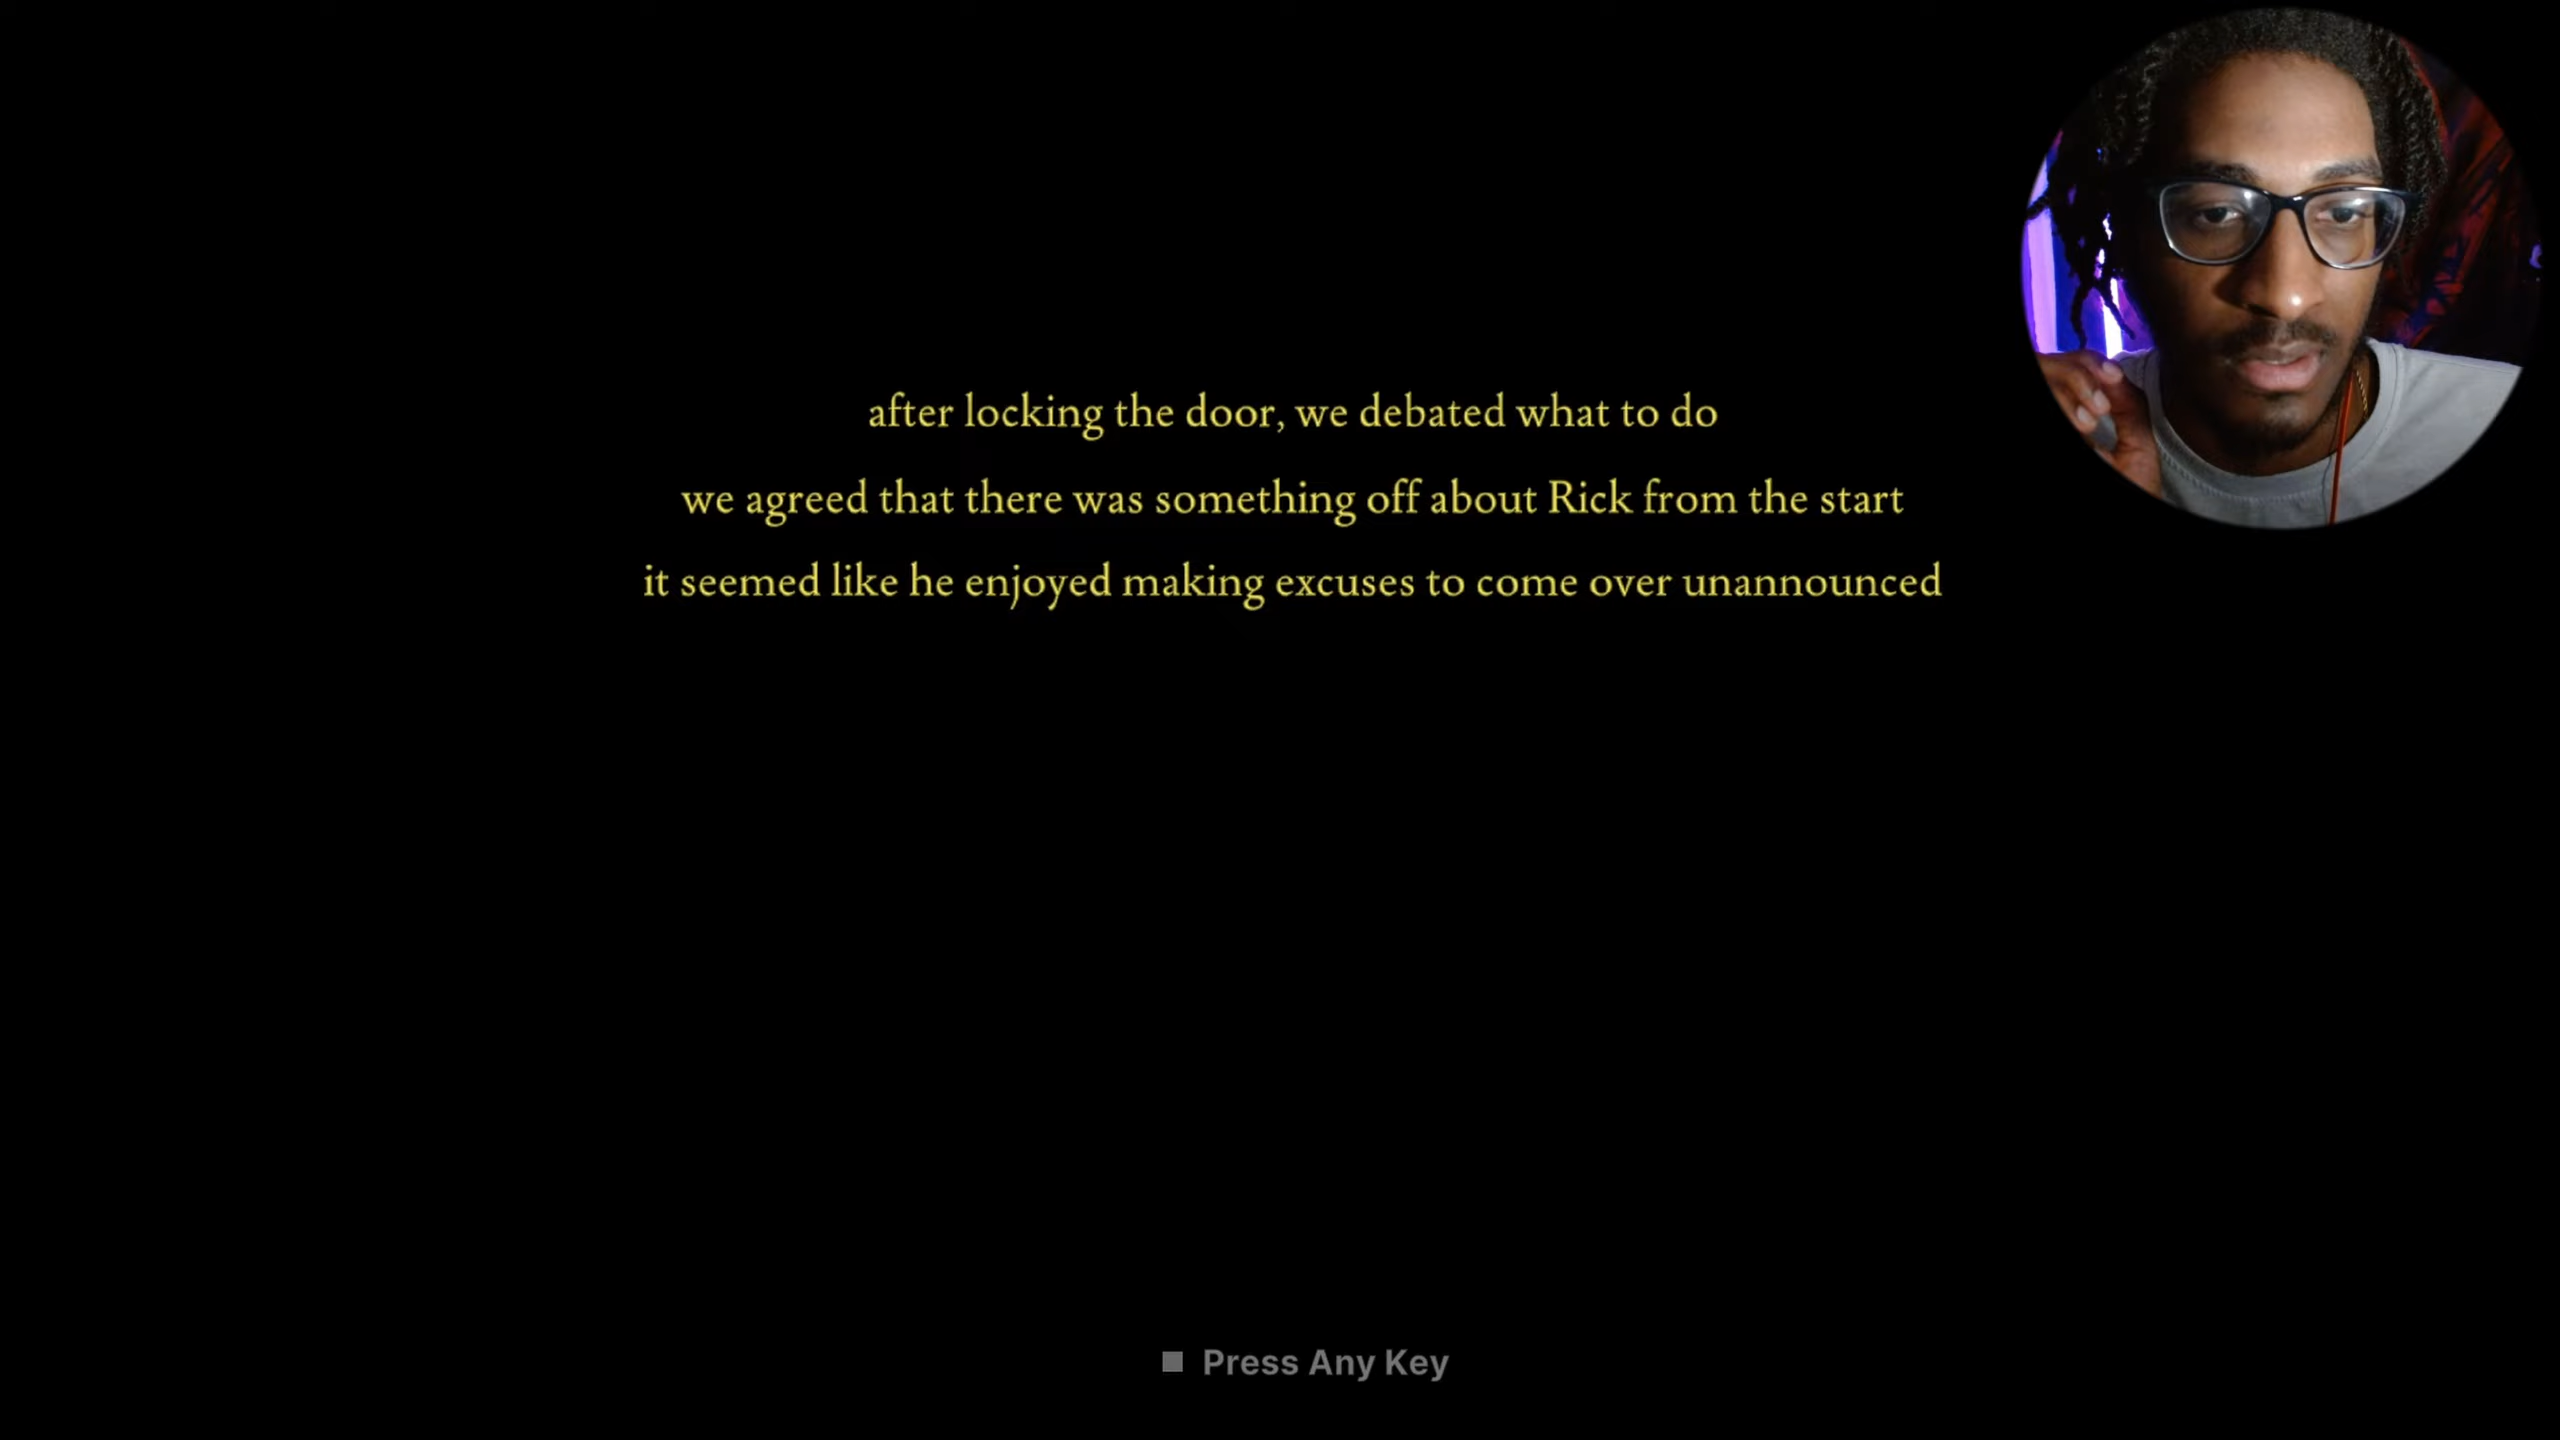 after locking the door, we debated what to do
we agreed that there was something off about Rick from the start
it seemed like he enjoyed making excuses to come over unannounced
Press Any Key